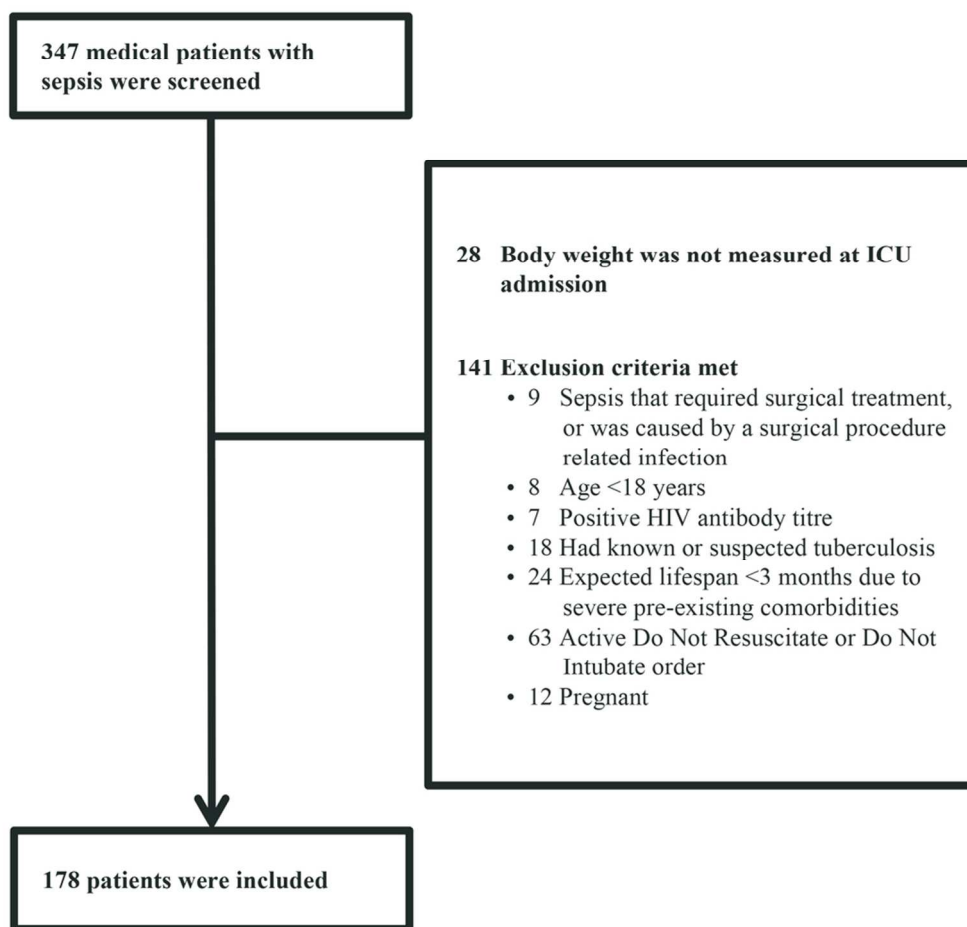 347 medical patients with
sepsis were screened
28 Body weight was not measured at ICU
admission
141 Exclusion criteria met
• 9 Sepsis that required surgical treatment,
or was caused by a surgical procedure
related infection
• 8 Age <18 years
• 7 Positive HIV antibody titre
• 18 Had known or suspected tuberculosis
• 24 Expected lifespan <3 months due to
severe pre-existing comorbidities
• 63 Active Do Not Resuscitate or Do Not
Intubate order
• 12 Pregnant
178 patients were included